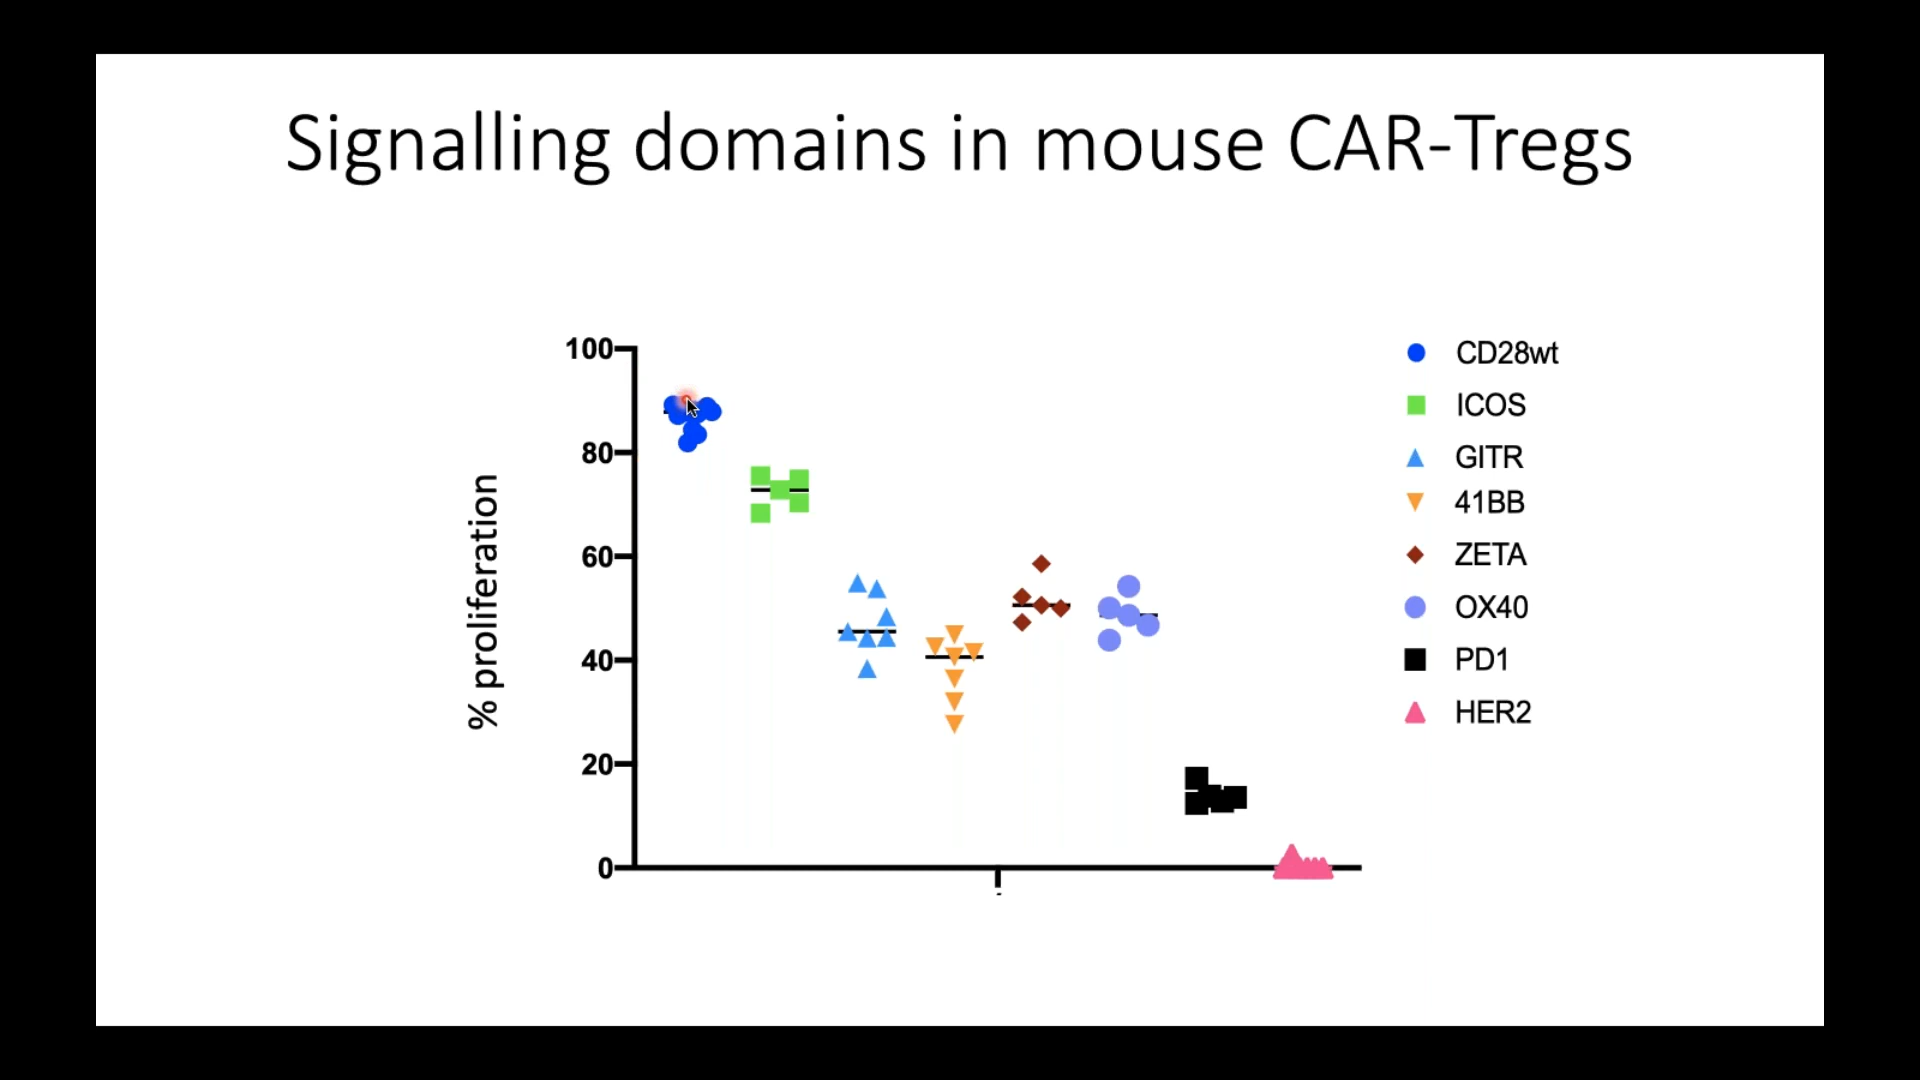 Signalling domains in mouse CAR-Tregs
% proliferation
100
80
60
40
20
0
CD28wt
ICOS
GITR
41BB
ZETA
OX40
PD1
HER2